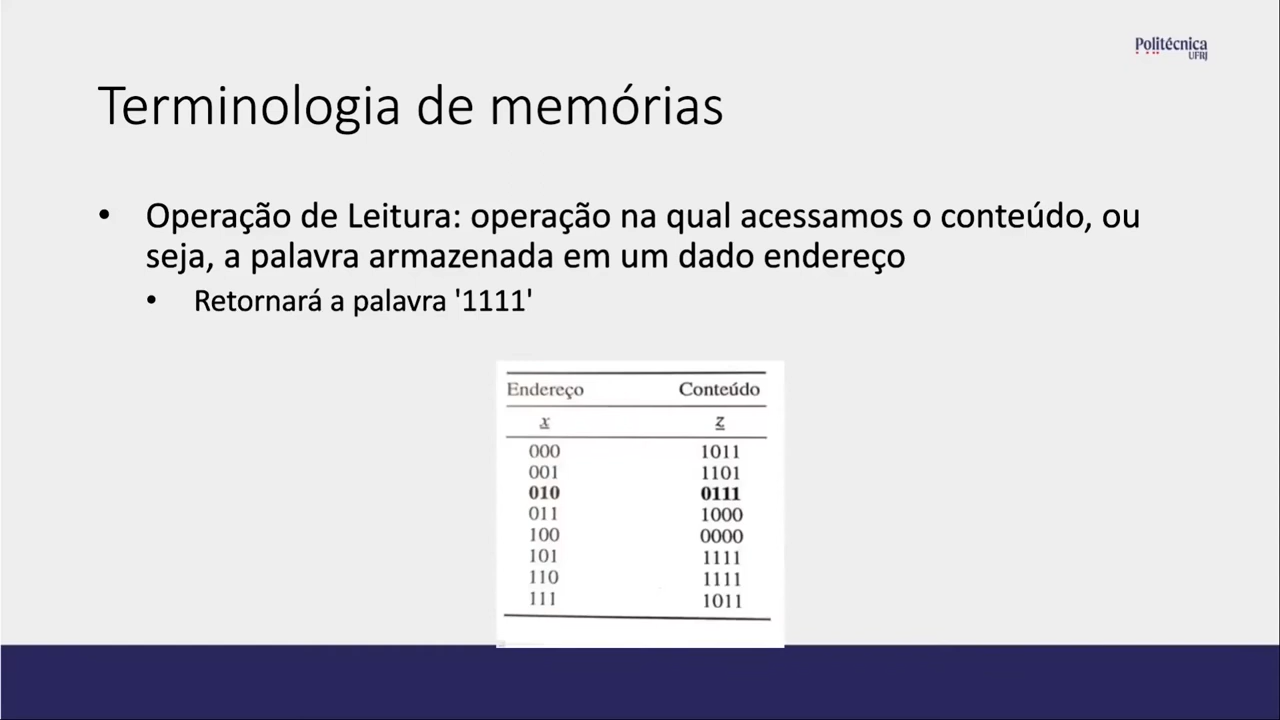 Politécnica
UFRJ
Terminologia de memórias
• Operação de Leitura: operação na qual acessamos o conteúdo, ou
seja, a palavra armazenada em um dado endereço
• Retornará a palavra '1111'
Endereço Conteúdo
x z
000 1011
001 1101
010 0111
011 1000
100 0000
101 1111
110 1111
111 1011